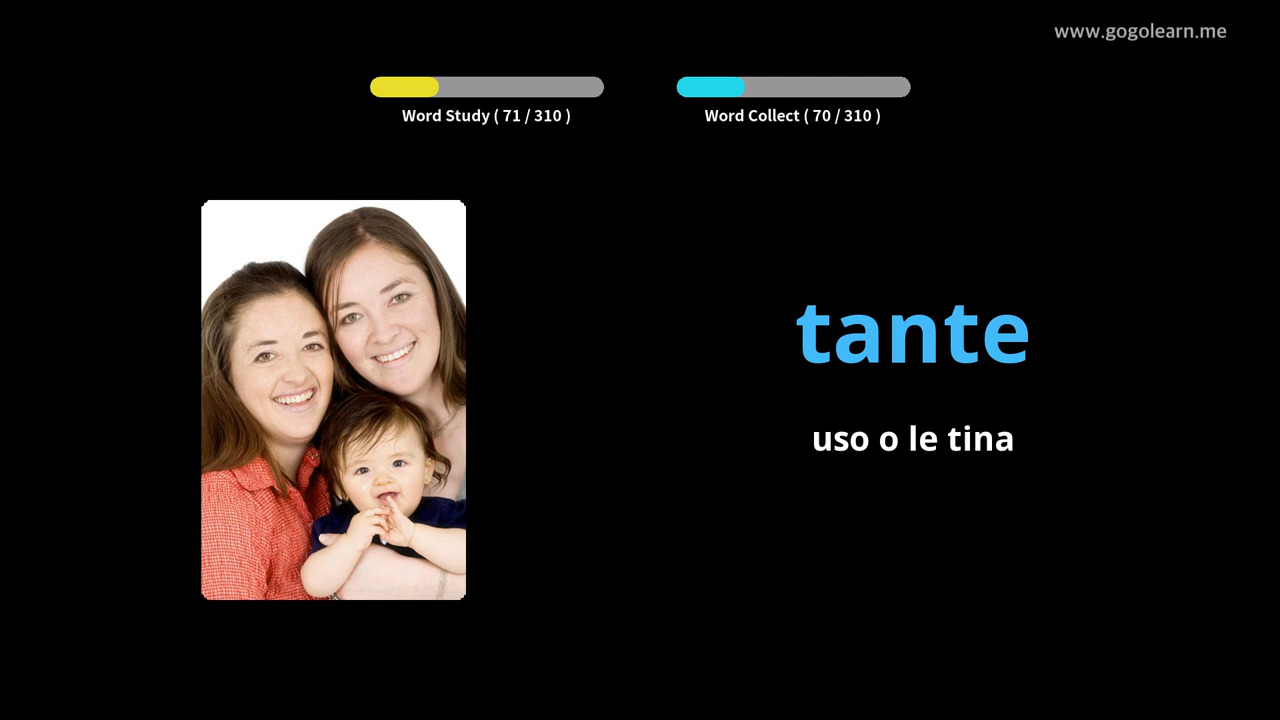 www.gogolearn.me
Word Study ( 71 / 310 )
Word Collect ( 70 / 310 )
tante
uso o le tina